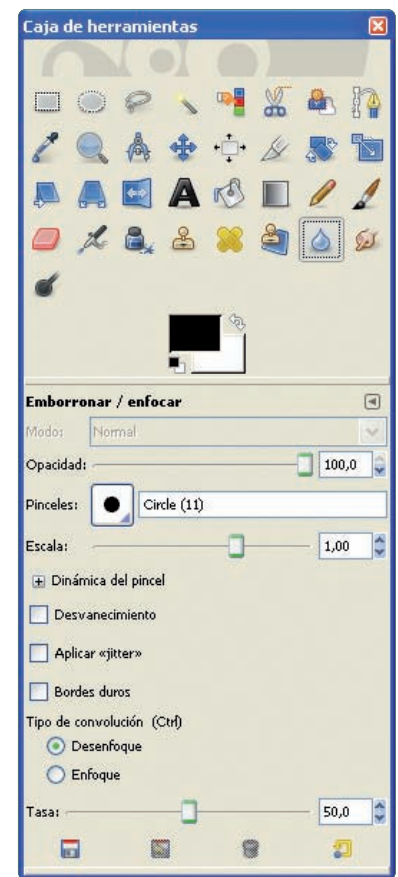 Caja de herramientas
Emborronar / enfocar
Modo: Normal
Opacidad: 100,0
Pinceles: Circle (11)
Escala: 1,00
Dinámica del pincel
Desvanecimiento
Aplicar «jitter»
Bordes duros
Tipo de convolución (Ctrl)
Desenfoque
Enfoque
Tasa: 50,0